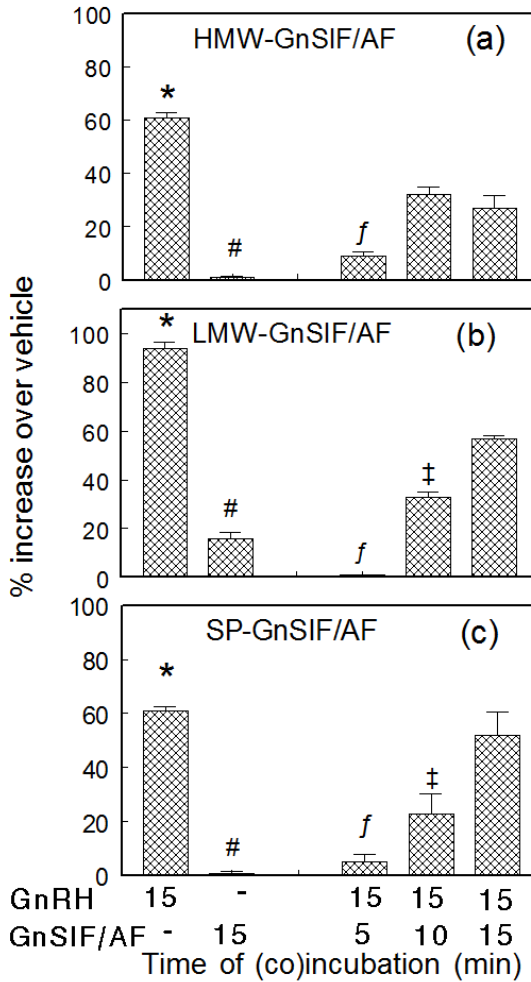 100
HMW-GnSIF/AF (a)
80
*
60
40
ƒ
#
20
0
*
100
LMW-GnSIF/AF (b)
80
60
‡
40
#
ƒ
20
0
100
SP-GnSIF/AF (c)
80
*
60
40
‡
ƒ
#
20
0
% increase over vehicle
GnRH 15 - 15 15 15
GnSIF/AF - 15 5 10 15
Time of (co)incubation (min)